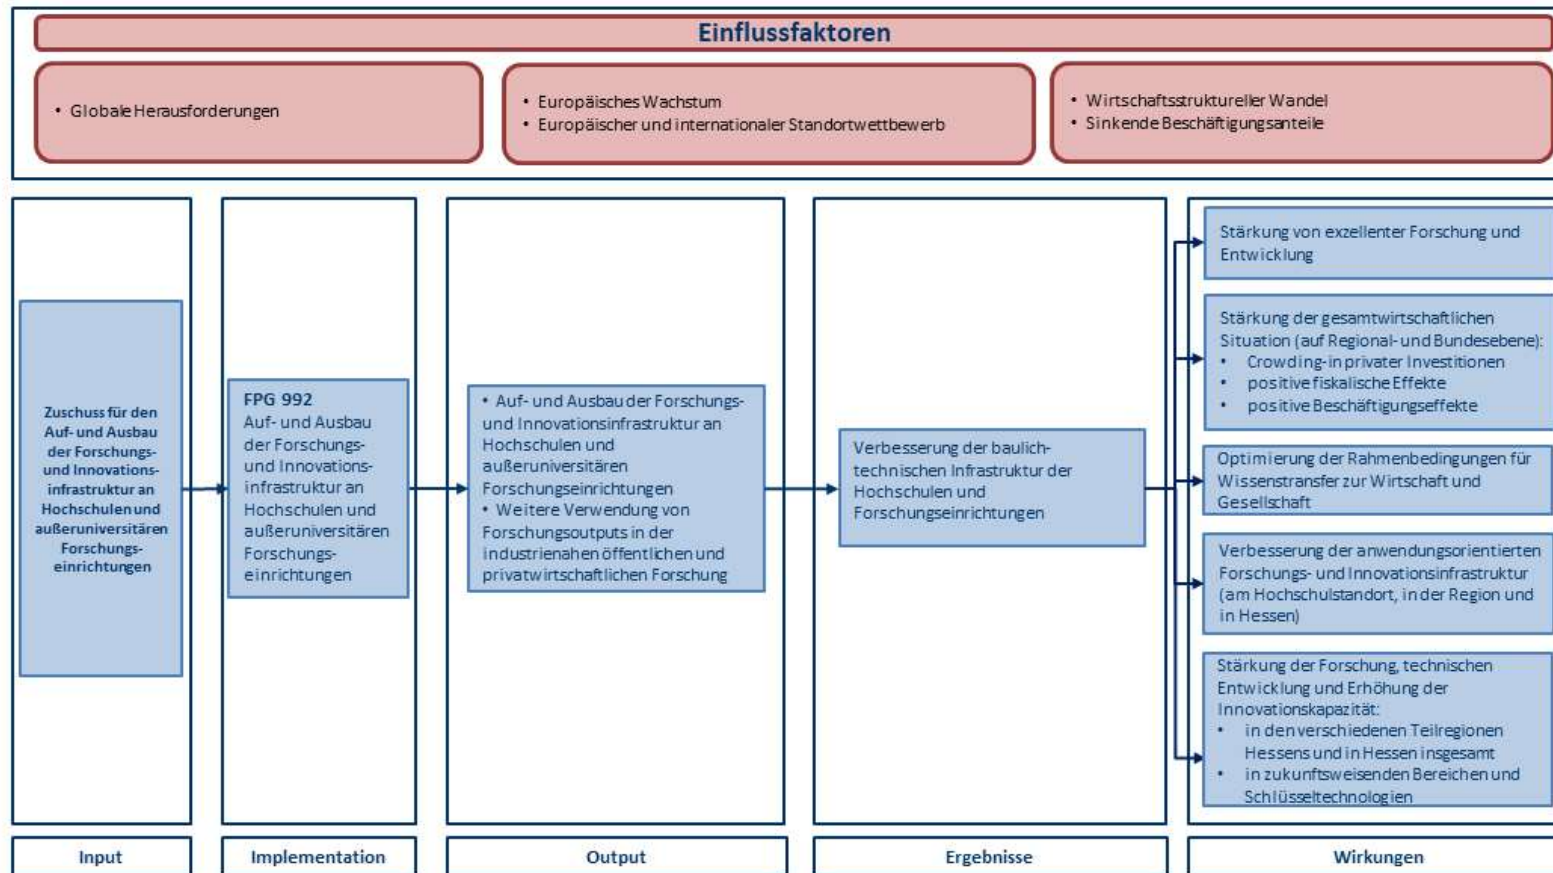 Einflussfaktoren
• Globale Herausforderungen
• Europäisches Wachstum
• Europäischer und internationaler Standortwettbewerb
• Wirtschaftsstruktureller Wandel
• Sinkende Beschäftigungsanteile
Zuschuss für den
Auf- und Ausbau
der Forschungs-
und Innovations-
infrastruktur an
Hochschulen und
außeruniversitären
Forschungs-
einrichtungen
FPG 992
Auf- und Ausbau
der Forschungs-
und Innovations-
infrastruktur an
Hochschulen und
außeruniversitären
Forschungs-
einrichtungen
• Auf- und Ausbau der Forschungs-
und Innovationsinfrastruktur an
Hochschulen und
außeruniversitären
Forschungseinrichtungen
• Weitere Verwendung von
Forschungsoutputs in der
industrienahen öffentlichen und
privatwirtschaftlichen Forschung
Verbesserung der baulich-
technischen Infrastruktur der
Hochschulen und
Forschungseinrichtungen
Stärkung von exzellenter Forschung und
Entwicklung
Stärkung der gesamtwirtschaftlichen
Situation (auf Regional- und Bundesebene):
• Crowding-in privater Investitionen
• positive fiskalische Effekte
• positive Beschäftigungseffekte
Optimierung der Rahmenbedingungen für
Wissenstransfer zur Wirtschaft und
Gesellschaft
Verbesserung der anwendungsorientierten
Forschungs- und Innovationsinfrastruktur
(am Hochschulstandort, in der Region und
in Hessen)
Stärkung der Forschung, technischen
Entwicklung und Erhöhung der
Innovationskapazität:
• in den verschiedenen Teilregionen
Hessens und in Hessen insgesamt
• in zukunftsweisenden Bereichen und
Schlüsseltechnologien
Input
Implementation
Output
Ergebnisse
Wirkungen